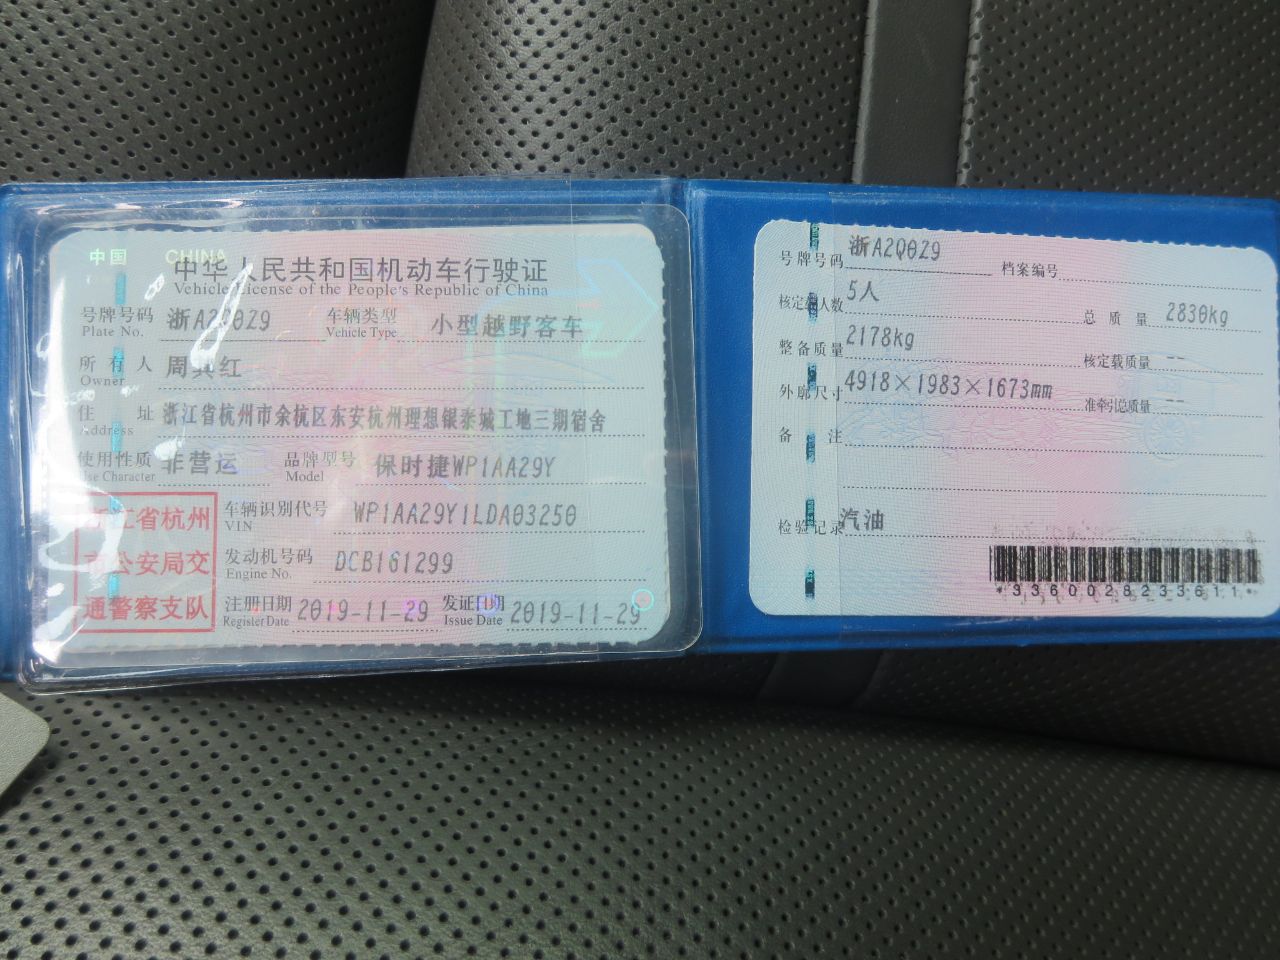 中国 CHINA
中华人民共和国机动车行驶证
Vehicle License of the People's Republic of China
号牌号码 浙A2Q0Z9 车辆类型 小型越野客车
Plate No. Vehicle Type
所有人 周 红
Owner
住址 浙江省杭州市余杭区东安杭州理想银泰城工地三期宿舍
Address
使用性质 非营运 品牌型号 保时捷WP1AA29Y
Use Character Model
浙江省杭州
市公安局交
通警察支队
车辆识别代号 WP1AA29Y1LDA03250
VIN
发动机号码 DCB161299
Engine No.
注册日期 2019-11-29 发证日期 2019-11-29
Register Date Issue Date
号牌号码 浙A2Q0Z9 档案编号
核定载人数 5人 总质量 2830kg
整备质量 2178kg 核定载质量 --
外廓尺寸 4918×1983×1673mm 准牵引总质量 --
备注
检验记录 汽油
*3360028233611*